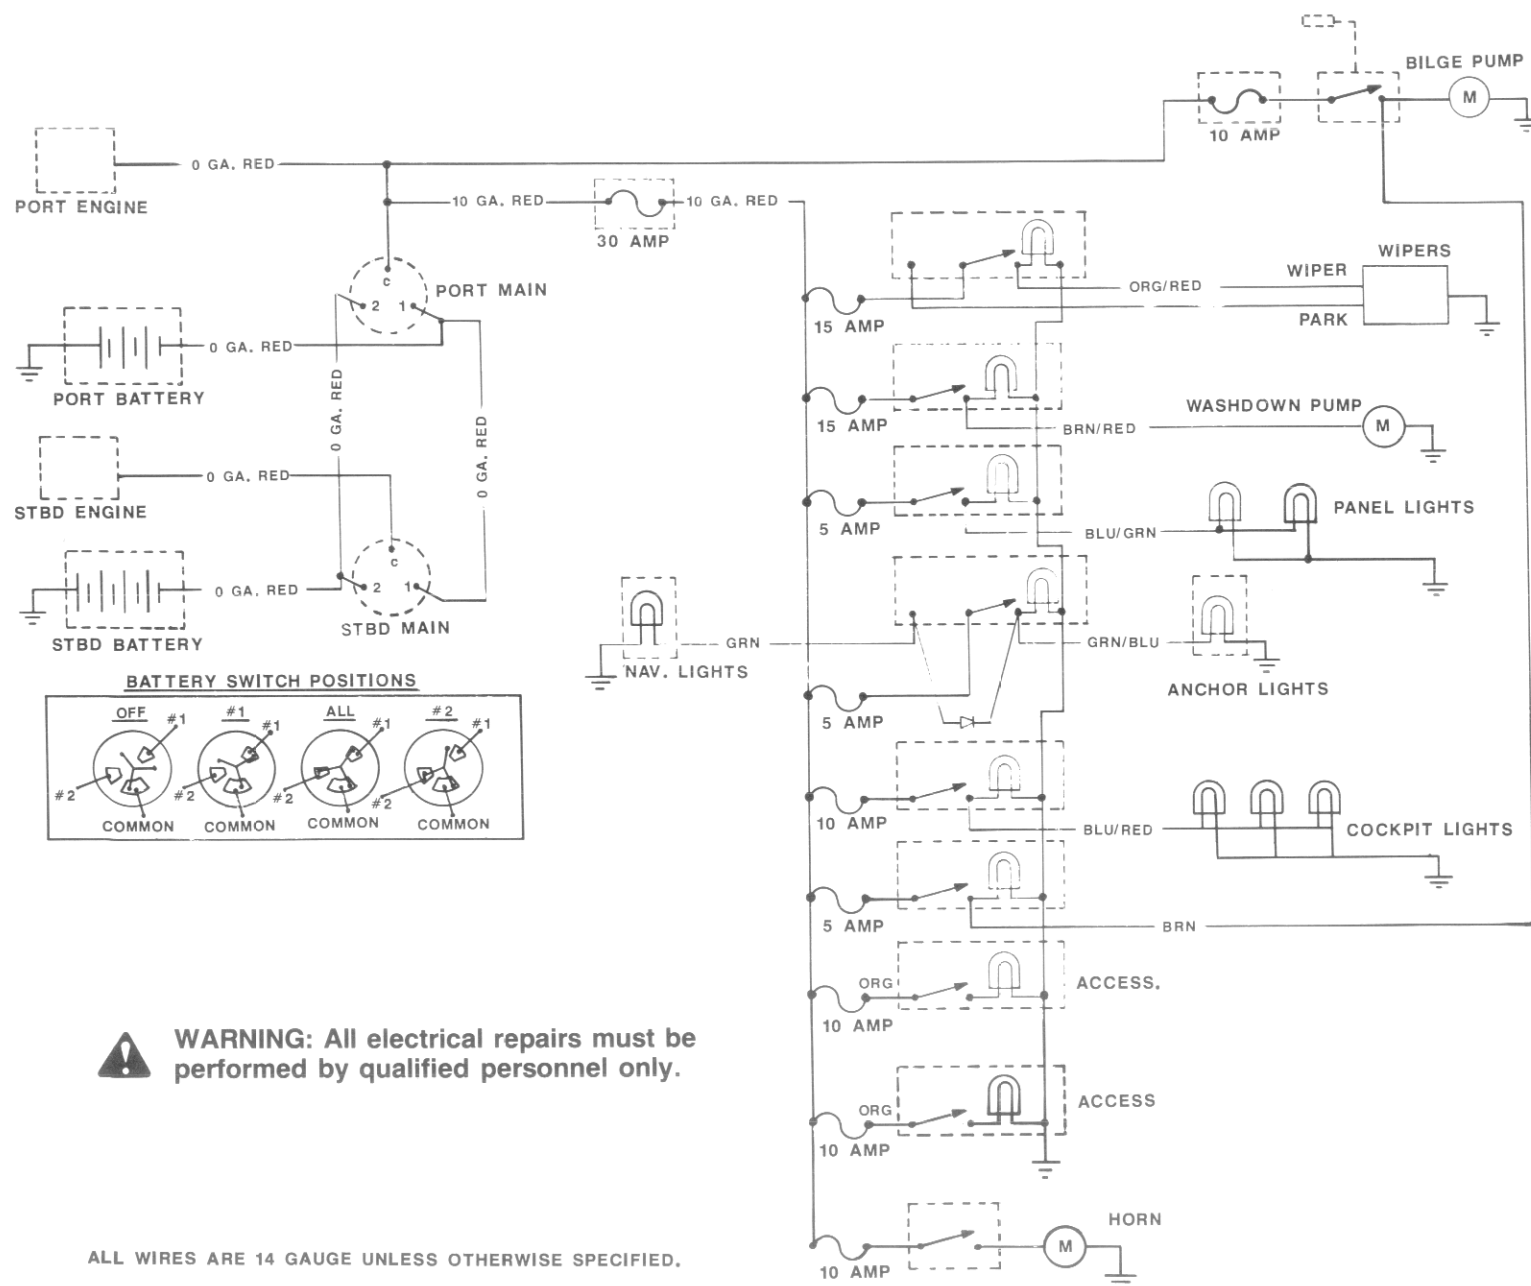 BILGE PUMP
M
10 AMP
0 GA. RED
PORT ENGINE
10 GA. RED
10 GA. RED
30 AMP
C
2
1
PORT MAIN
WIPERS
WIPER
ORG/RED
PARK
15 AMP
0 GA. RED
PORT BATTERY
0 GA. RED
0 GA. RED
WASHDOWN PUMP
M
BRN/RED
15 AMP
0 GA. RED
STBD ENGINE
5 AMP
BLU/GRN
PANEL LIGHTS
C
2
1
0 GA. RED
STBD MAIN
STBD BATTERY
GRN
NAV. LIGHTS
GRN/BLU
ANCHOR LIGHTS
5 AMP
BATTERY SWITCH POSITIONS
OFF
#1
#1
#1
ALL
#1
#2
#1
#2
#2
#2
#2
COMMON
COMMON
COMMON
COMMON
10 AMP
BLU/RED
COCKPIT LIGHTS
5 AMP
BRN
ORG
ACCESS.
10 AMP
WARNING: All electrical repairs must be
performed by qualified personnel only.
ORG
ACCESS
10 AMP
HORN
M
10 AMP
ALL WIRES ARE 14 GAUGE UNLESS OTHERWISE SPECIFIED.